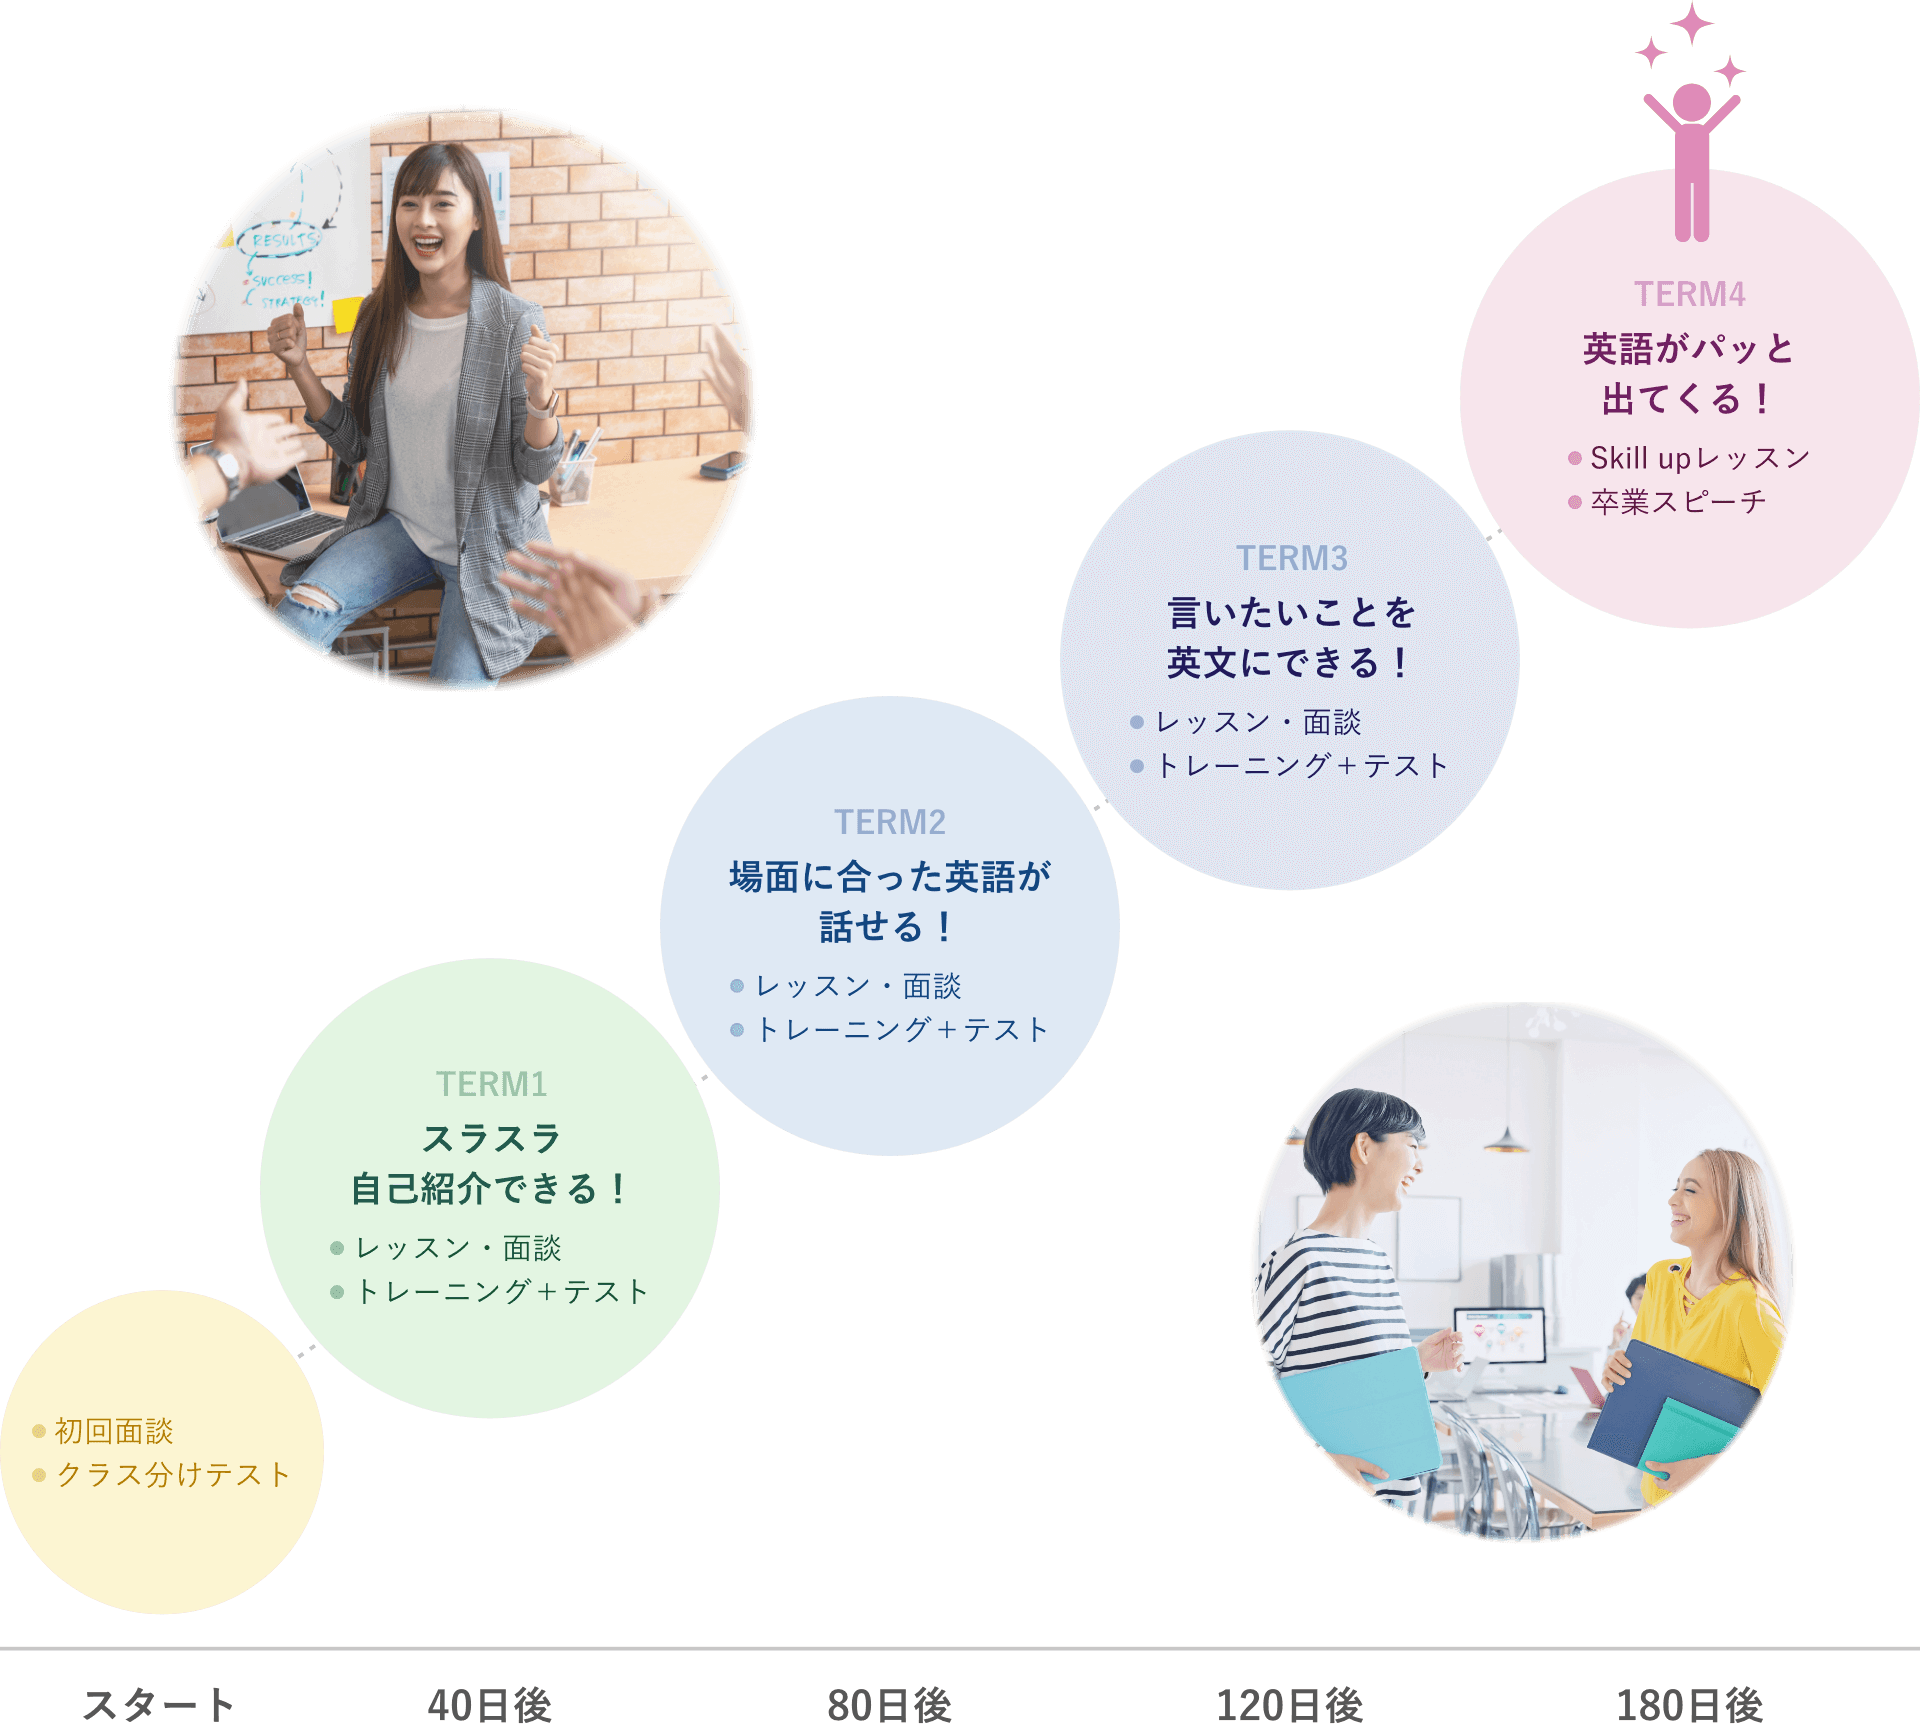 RESULTS
SUCCESS!
STRATEGY!
TERM4
英語がパッと
出てくる！
Skill upレッスン
卒業スピーチ
TERM3
言いたいことを
英文にできる！
レッスン・面談
トレーニング＋テスト
TERM2
場面に合った英語が
話せる！
レッスン・面談
トレーニング＋テスト
TERM1
スラスラ
自己紹介できる！
レッスン・面談
トレーニング＋テスト
初回面談
クラス分けテスト
スタート
40日後
80日後
120日後
180日後